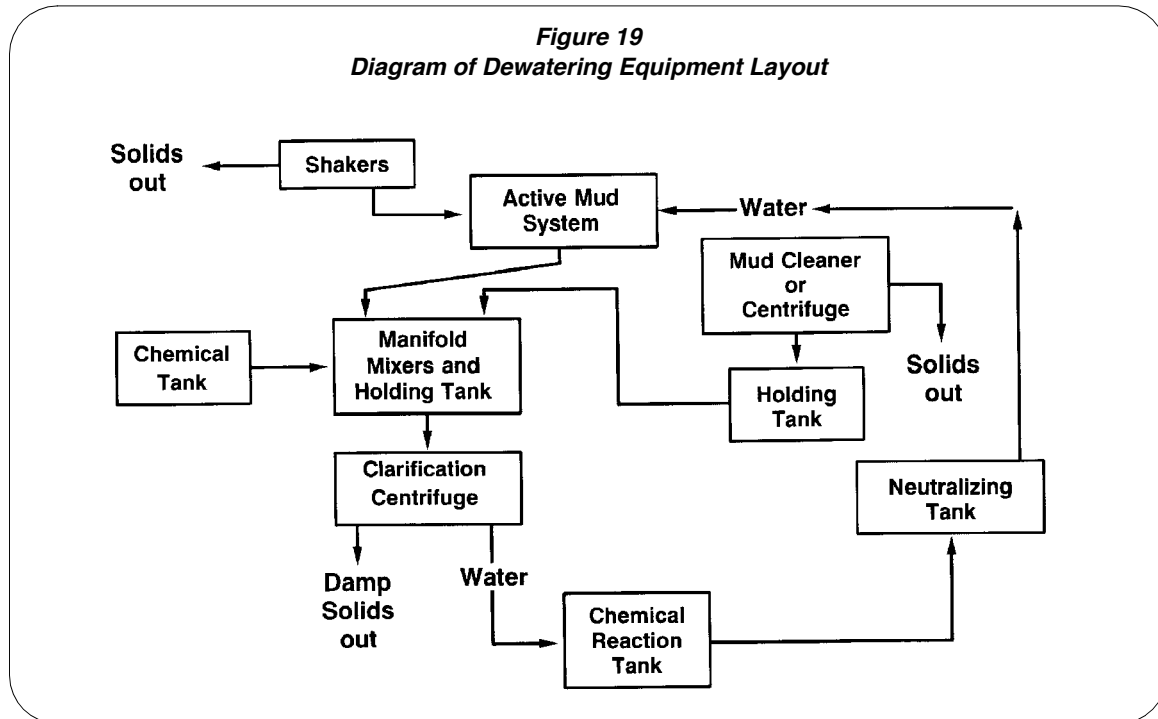 Figure 19
Diagram of Dewatering Equipment Layout
Solids
out
Shakers
Active Mud
System
Water
Mud Cleaner
or
Centrifuge
Chemical
Tank
Manifold
Mixers and
Holding Tank
Holding
Tank
Solids
out
Clarification
Centrifuge
Neutralizing
Tank
Damp
Solids
out
Water
Chemical
Reaction
Tank